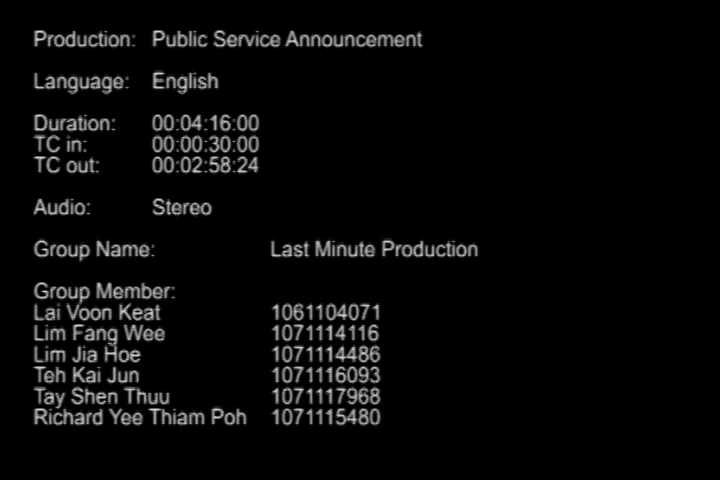 Production: Public Service Announcement
Language: English
Duration: 00:04:16:00
TC in: 00:00:30:00
TC out: 00:02:58:24
Audio: Stereo
Group Name: Last Minute Production
Group Member:
Lai Voon Keat 1061104071
Lim Fang Wee 1071114116
Lim Jia Hoe 1071114486
Teh Kai Jun 1071116093
Tay Shen Thuu 1071117968
Richard Yee Thiam Poh 1071115480